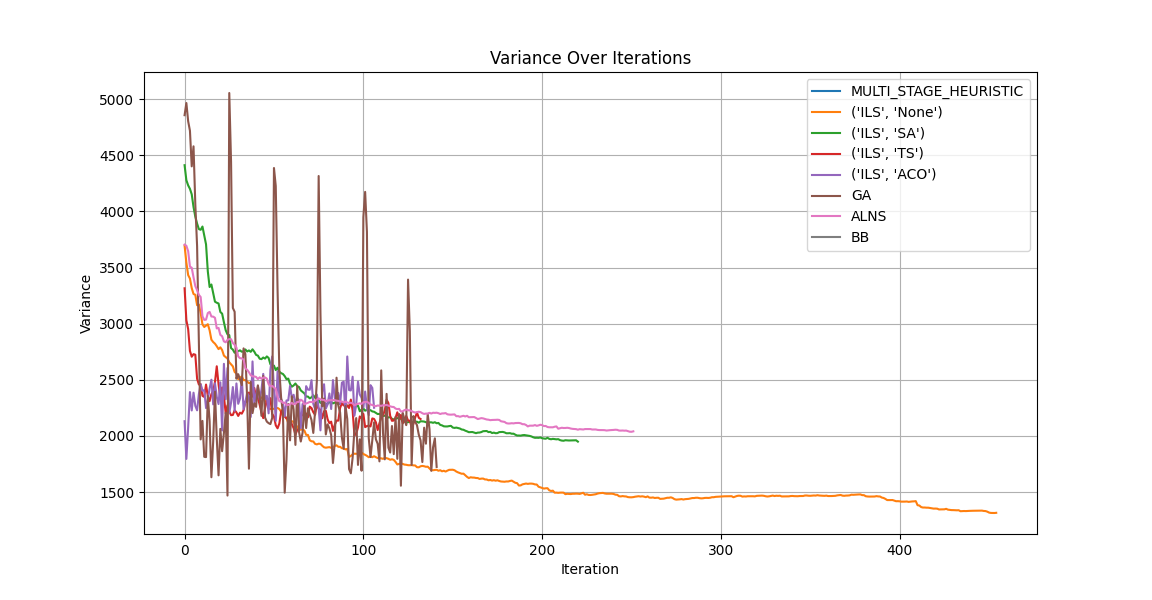 Variance Over Iterations
Variance
5000
4500
4000
3500
3000
2500
2000
1500
0
100
200
300
400
Iteration
MULTI_STAGE_HEURISTIC
('ILS', 'None')
('ILS', 'SA')
('ILS', 'TS')
('ILS', 'ACO')
GA
ALNS
BB